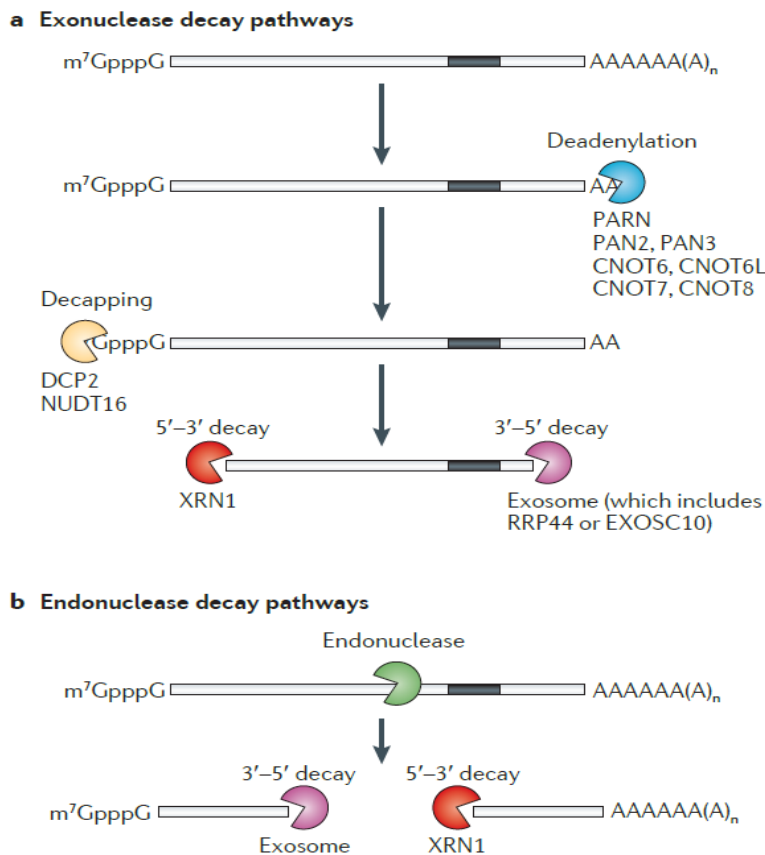 a Exonuclease decay pathways
m⁷GpppG AAAAAA(A)ₙ
Deadenylation
m⁷GpppG AA
PARN
PAN2, PAN3
CNOT6, CNOT6L
CNOT7, CNOT8
Decapping
GpppG AA
DCP2
NUDT16
5′–3′ decay 3′–5′ decay
XRN1 Exosome (which includes
RRP44 or EXOSC10)
b Endonuclease decay pathways
Endonuclease
m⁷GpppG AAAAAA(A)ₙ
3′–5′ decay 5′–3′ decay
m⁷GpppG AAAAAA(A)ₙ
Exosome XRN1